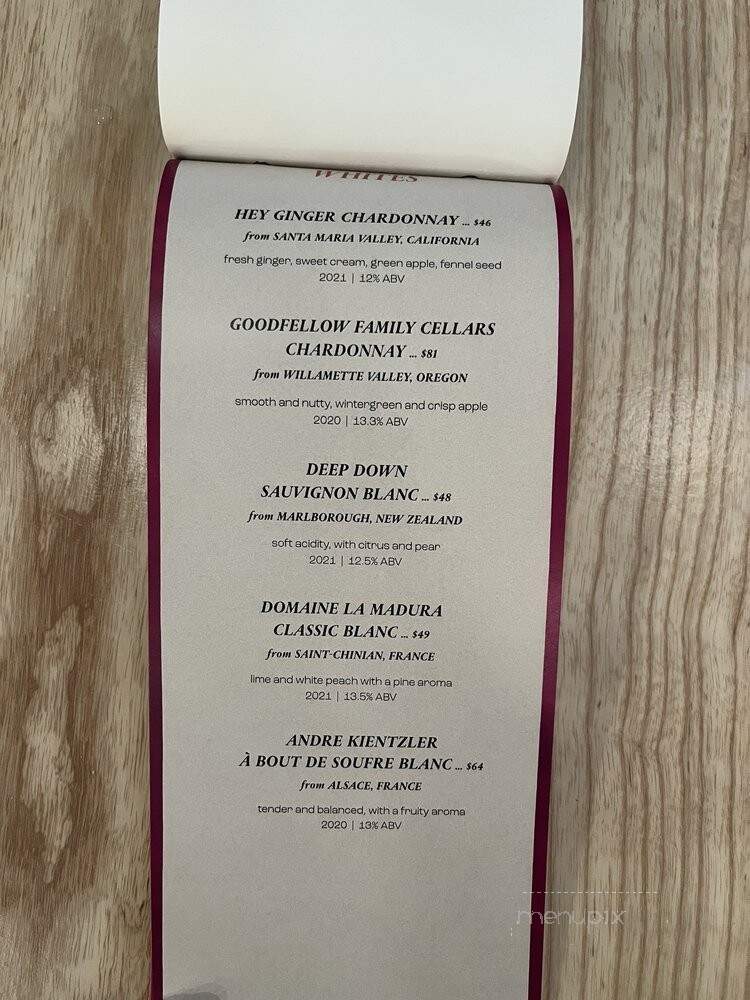 WHITES
HEY GINGER CHARDONNAY ... $46
from SANTA MARIA VALLEY, CALIFORNIA
fresh ginger, sweet cream, green apple, fennel seed
2021 | 12% ABV
GOODFELLOW FAMILY CELLARS
CHARDONNAY ... $81
from WILLAMETTE VALLEY, OREGON
smooth and nutty, wintergreen and crisp apple
2020 | 13.3% ABV
DEEP DOWN
SAUVIGNON BLANC ... $48
from MARLBOROUGH, NEW ZEALAND
soft acidity, with citrus and pear
2021 | 12.5% ABV
DOMAINE LA MADURA
CLASSIC BLANC ... $49
from SAINT-CHINIAN, FRANCE
lime and white peach with a pine aroma
2021 | 13.5% ABV
ANDRE KIENTZLER
À BOUT DE SOUFRE BLANC ... $64
from ALSACE, FRANCE
tender and balanced, with a fruity aroma
2020 | 13% ABV
menupix